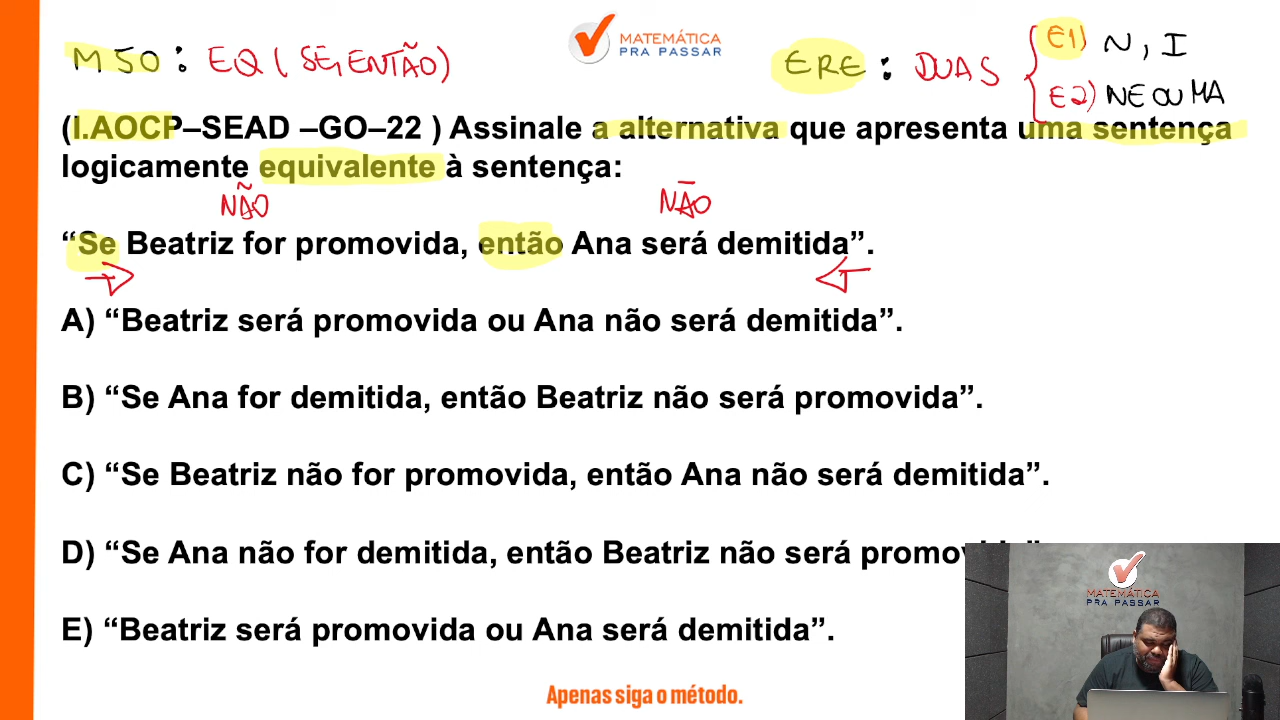 M50: EQ (SE, ENTÃO)
MATEMÁTICA
PRA PASSAR
ERE: DUAS
E1) N, I
E2) NE OU MA
(I.AOCP–SEAD –GO–22 ) Assinale a alternativa que apresenta uma sentença
logicamente equivalente à sentença:
NÃO NÃO
“Se Beatriz for promovida, então Ana será demitida”.
A) “Beatriz será promovida ou Ana não será demitida”.
B) “Se Ana for demitida, então Beatriz não será promovida”.
C) “Se Beatriz não for promovida, então Ana não será demitida”.
D) “Se Ana não for demitida, então Beatriz não será
E) “Beatriz será promovida ou Ana será demitida”.
MATEMÁTICA
PRA PASSAR
Apenas siga o método.